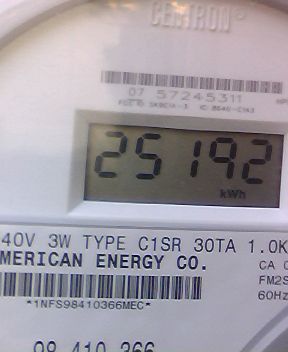 CENTRON®
07 57245311
25192
kWh
40V 3W TYPE C1SR 30TA 1.0K
MERICAN ENERGY CO.
CA 0
FM2S
60Hz
*1NFS98410366MEC*
98 410 366